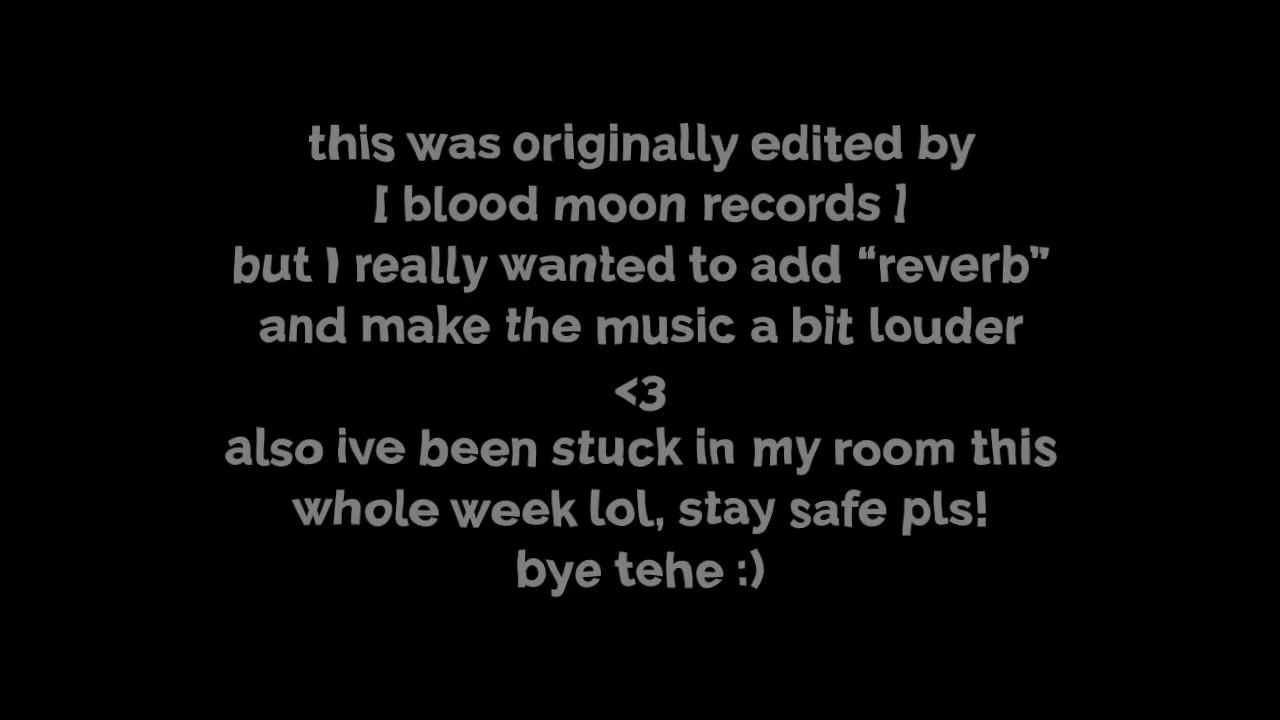 this was originally edited by
[ blood moon records ]
but I really wanted to add “reverb”
and make the music a bit louder
<3
also ive been stuck in my room this
whole week lol, stay safe pls!
bye tehe :)